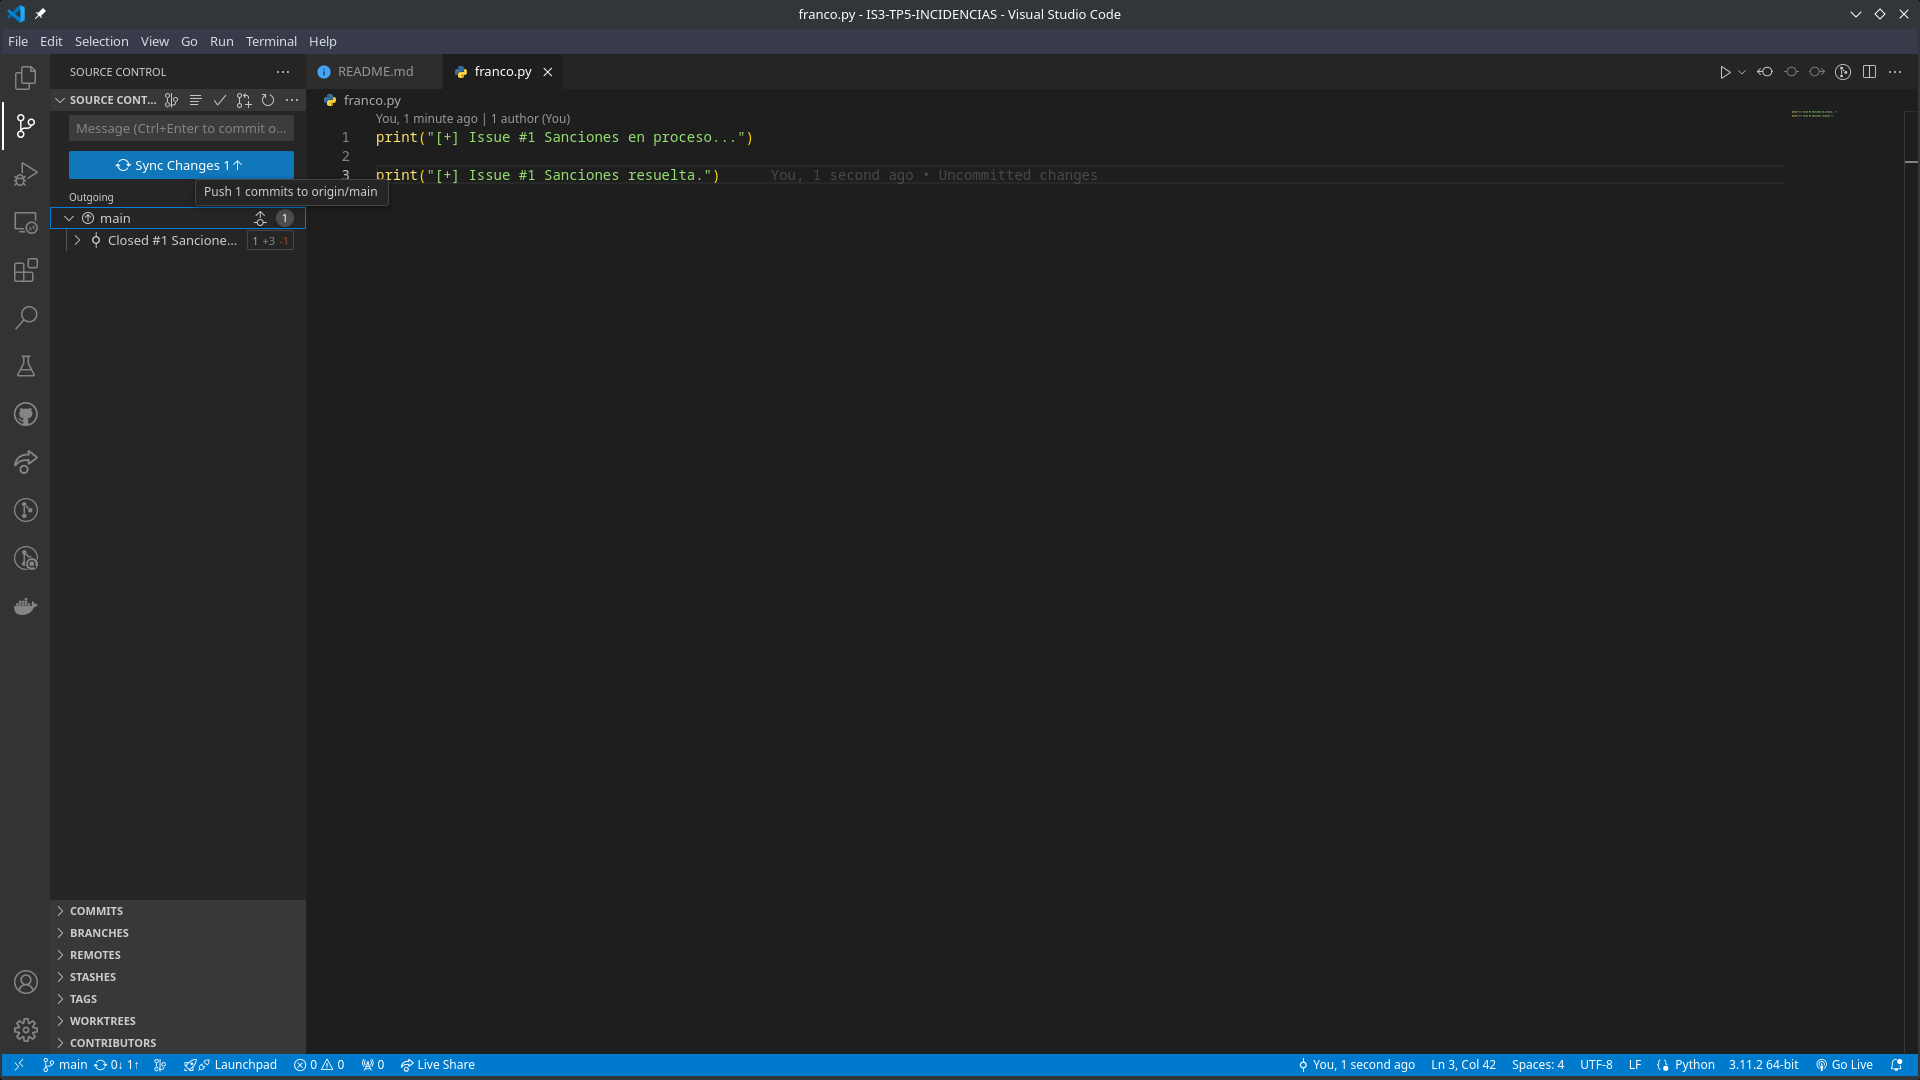 franco.py - IS3-TP5-INCIDENCIAS - Visual Studio Code
File Edit Selection View Go Run Terminal Help
SOURCE CONTROL
README.md
franco.py
SOURCE CONT...
franco.py
Message (Ctrl+Enter to commit o...
You, 1 minute ago | 1 author (You)
1 print("[+] Issue #1 Sanciones en proceso...")
2
3 print("[+] Issue #1 Sanciones resuelta.") You, 1 second ago • Uncommitted changes
Sync Changes 1↑
Push 1 commits to origin/main
Outgoing
main 1
Closed #1 Sancione... 1 +3 -1
COMMITS
BRANCHES
REMOTES
STASHES
TAGS
WORKTREES
CONTRIBUTORS
main 0↓ 1↑ Launchpad 0 0 0 Live Share You, 1 second ago Ln 3, Col 42 Spaces: 4 UTF-8 LF Python 3.11.2 64-bit Go Live